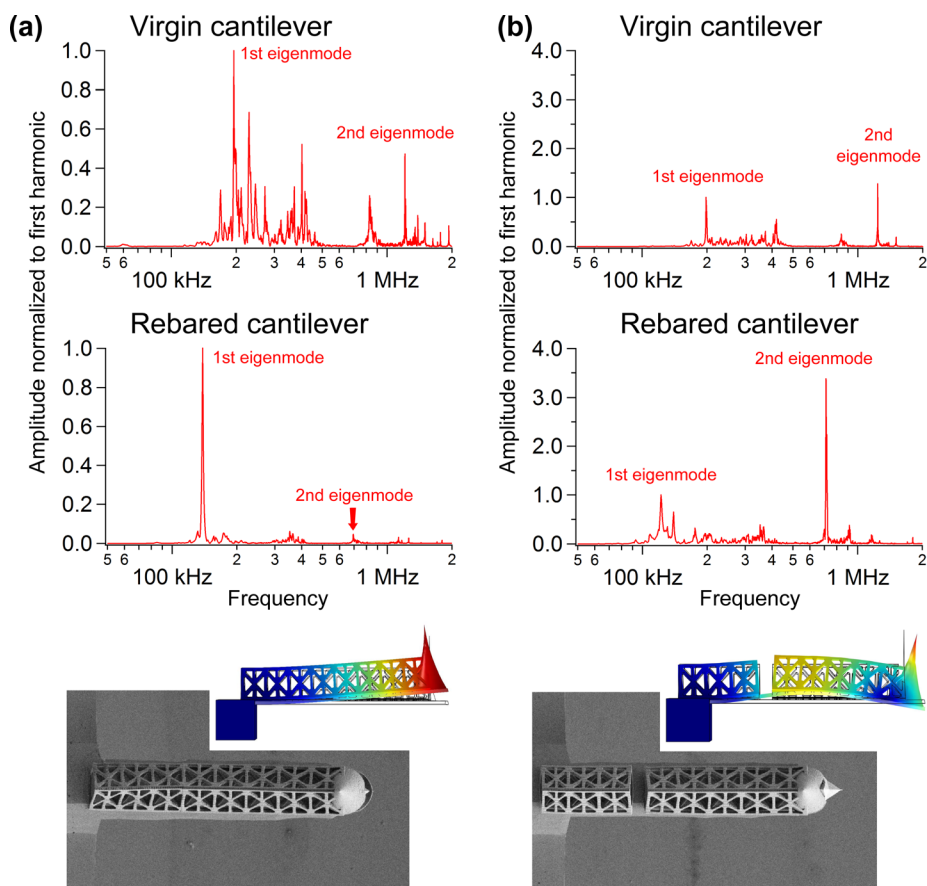 (a)
Virgin cantilever
Amplitude normalized to first harmonic
1.0
0.8
0.6
0.4
0.2
0.0
1st eigenmode
2nd eigenmode
5 6 2 3 4 5 6 2
100 kHz 1 MHz
Rebared cantilever
1.0
0.8
0.6
0.4
0.2
0.0
1st eigenmode
2nd eigenmode
5 6 2 3 4 5 6 2
100 kHz 1 MHz
Frequency
(b)
Virgin cantilever
Amplitude normalized to first harmonic
4.0
3.0
2.0
1.0
0.0
1st eigenmode
2nd
eigenmode
5 6 2 3 4 5 6 2
100 kHz 1 MHz
Rebared cantilever
4.0
3.0
2.0
1.0
0.0
2nd eigenmode
1st eigenmode
5 6 2 3 4 5 6 2
100 kHz 1 MHz
Frequency